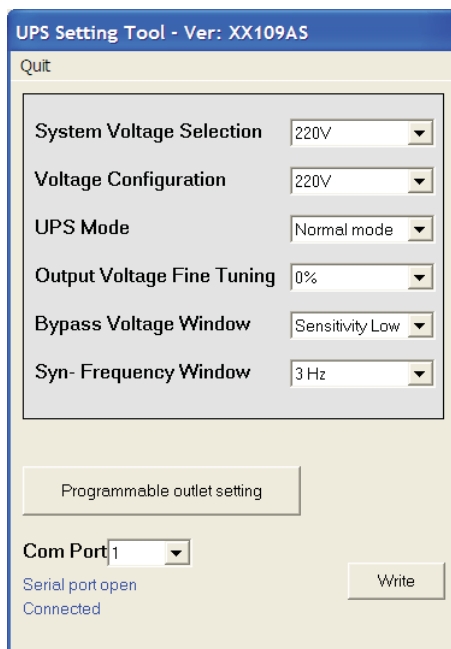 UPS Setting Tool - Ver: XX109AS
Quit
System Voltage Selection 220V
Voltage Configuration 220V
UPS Mode Normal mode
Output Voltage Fine Tuning 0%
Bypass Voltage Window Sensitivity Low
Syn- Frequency Window 3 Hz
Programmable outlet setting
Com Port 1
Serial port open
Write
Connected